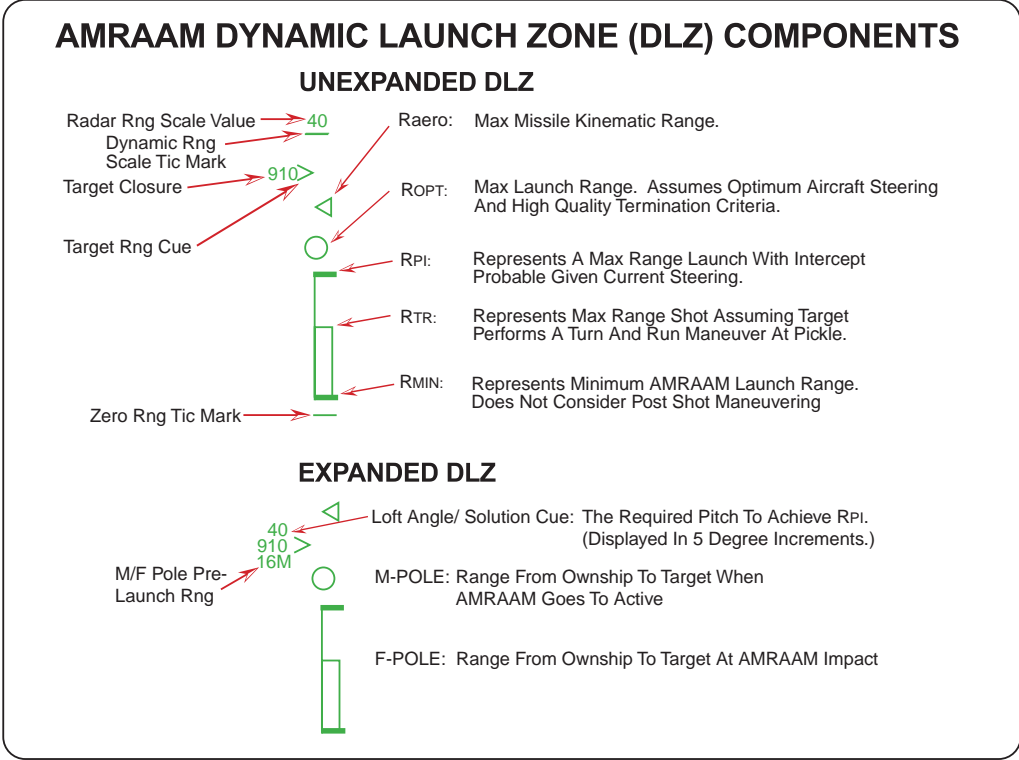 AMRAAM DYNAMIC LAUNCH ZONE (DLZ) COMPONENTS
UNEXPANDED DLZ
Radar Rng Scale Value
40
Dynamic Rng
Scale Tic Mark
910
Target Closure
Target Rng Cue
Zero Rng Tic Mark
Raero: Max Missile Kinematic Range.
ROPT: Max Launch Range. Assumes Optimum Aircraft Steering
And High Quality Termination Criteria.
RPI: Represents A Max Range Launch With Intercept
Probable Given Current Steering.
RTR: Represents Max Range Shot Assuming Target
Performs A Turn And Run Maneuver At Pickle.
RMIN: Represents Minimum AMRAAM Launch Range.
Does Not Consider Post Shot Maneuvering
EXPANDED DLZ
40
910
16M
M/F Pole Pre-
Launch Rng
Loft Angle/ Solution Cue: The Required Pitch To Achieve RPI.
(Displayed In 5 Degree Increments.)
M-POLE: Range From Ownship To Target When
AMRAAM Goes To Active
F-POLE: Range From Ownship To Target At AMRAAM Impact